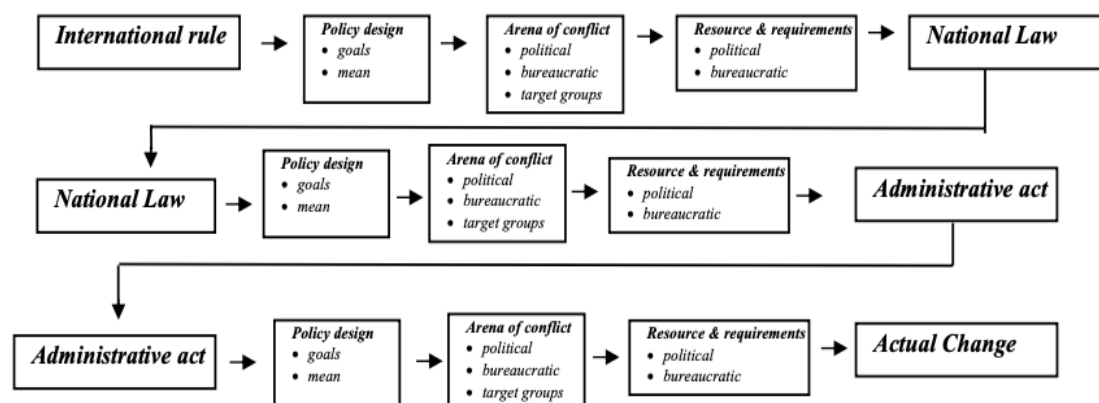 International rule
Policy design
• goals
• mean
Arena of conflict
• political
• bureaucratic
• target groups
Resource & requirements
• political
• bureaucratic
National Law
National Law
Policy design
• goals
• mean
Arena of conflict
• political
• bureaucratic
• target groups
Resource & requirements
• political
• bureaucratic
Administrative act
Administrative act
Policy design
• goals
• mean
Arena of conflict
• political
• bureaucratic
• target groups
Resource & requirements
• political
• bureaucratic
Actual Change